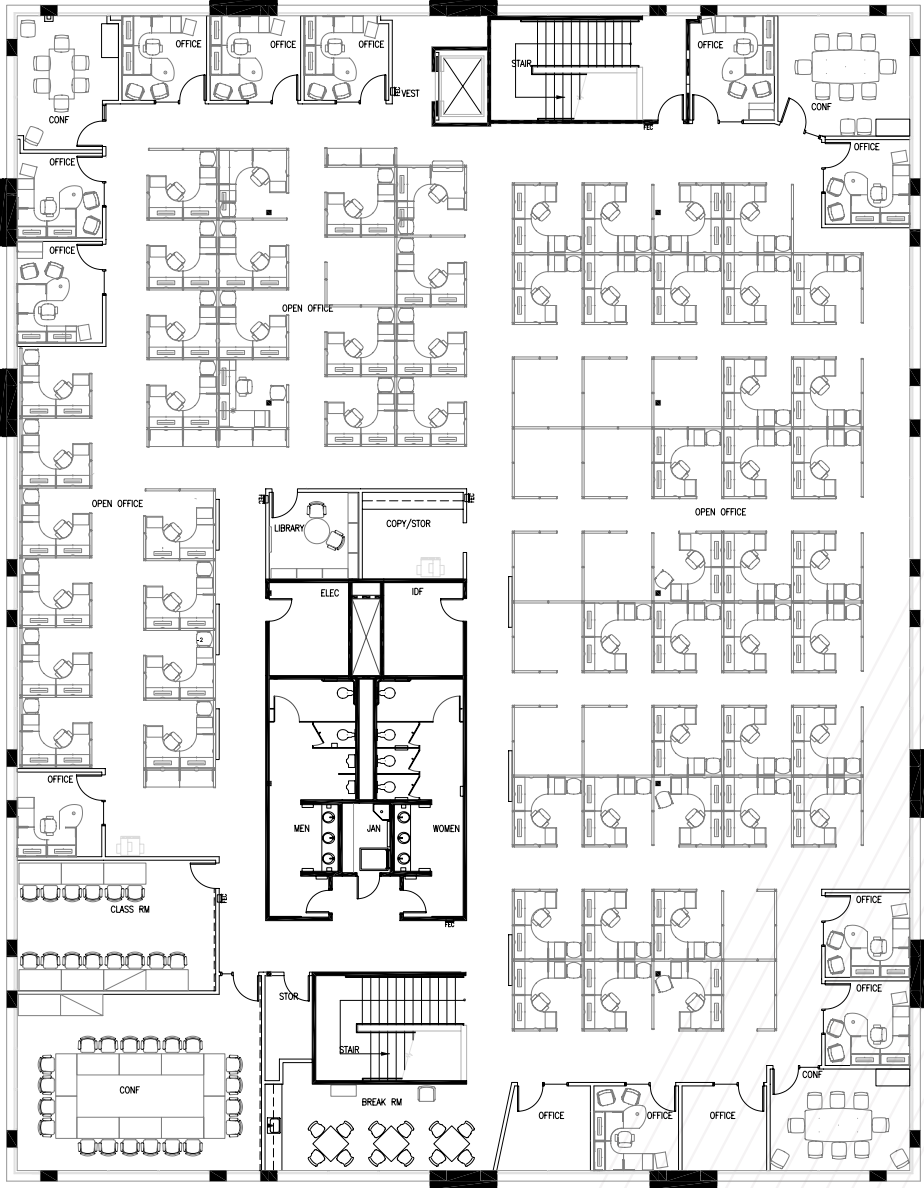 OFFICE
OFFICE
OFFICE
OFFICE
STAIR
VEST
CONF
CONF
FEC
OFFICE
OFFICE
OFFICE
OPEN OFFICE
OPEN OFFICE
OPEN OFFICE
LIBRARY
COPY/STOR
ELEC
IDF
-2
OFFICE
MEN
JAN
WOMEN
CLASS RM
OFFICE
FEC
OFFICE
STOR
STAIR
CONF
CONF
BREAK RM
OFFICE
OFFICE
OFFICE